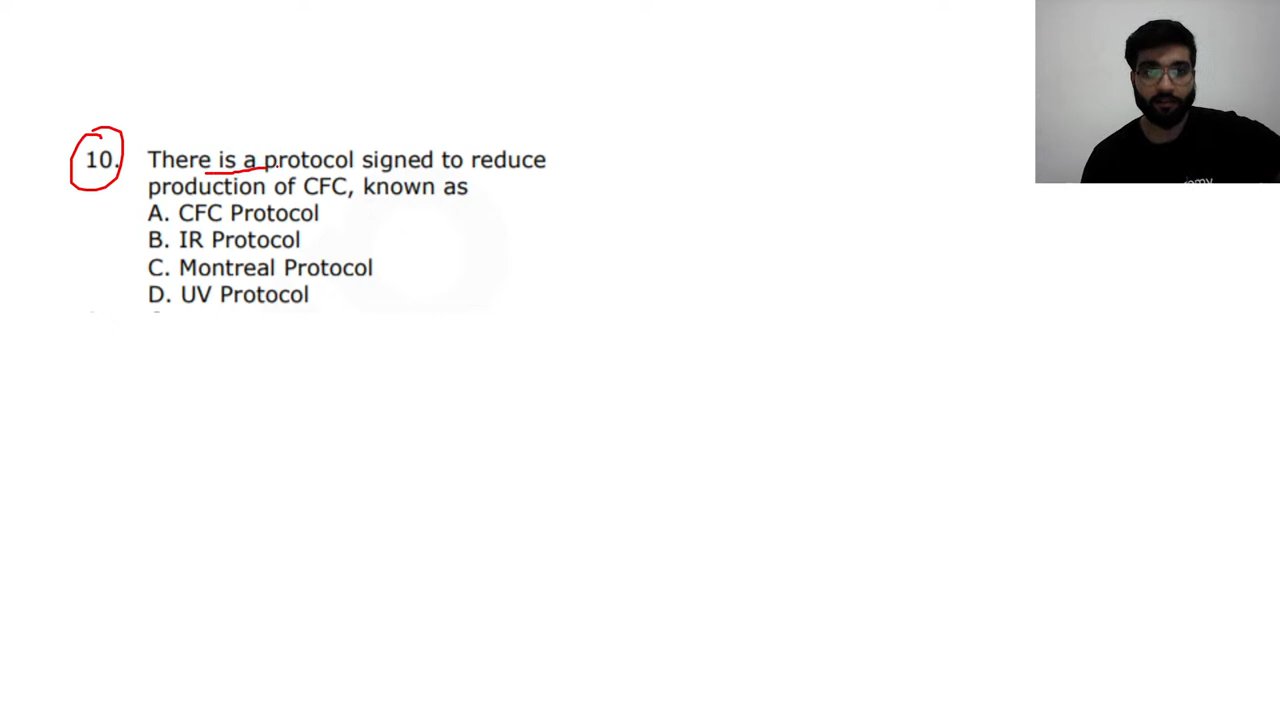 10. There is a protocol signed to reduce
production of CFC, known as
A. CFC Protocol
B. IR Protocol
C. Montreal Protocol
D. UV Protocol